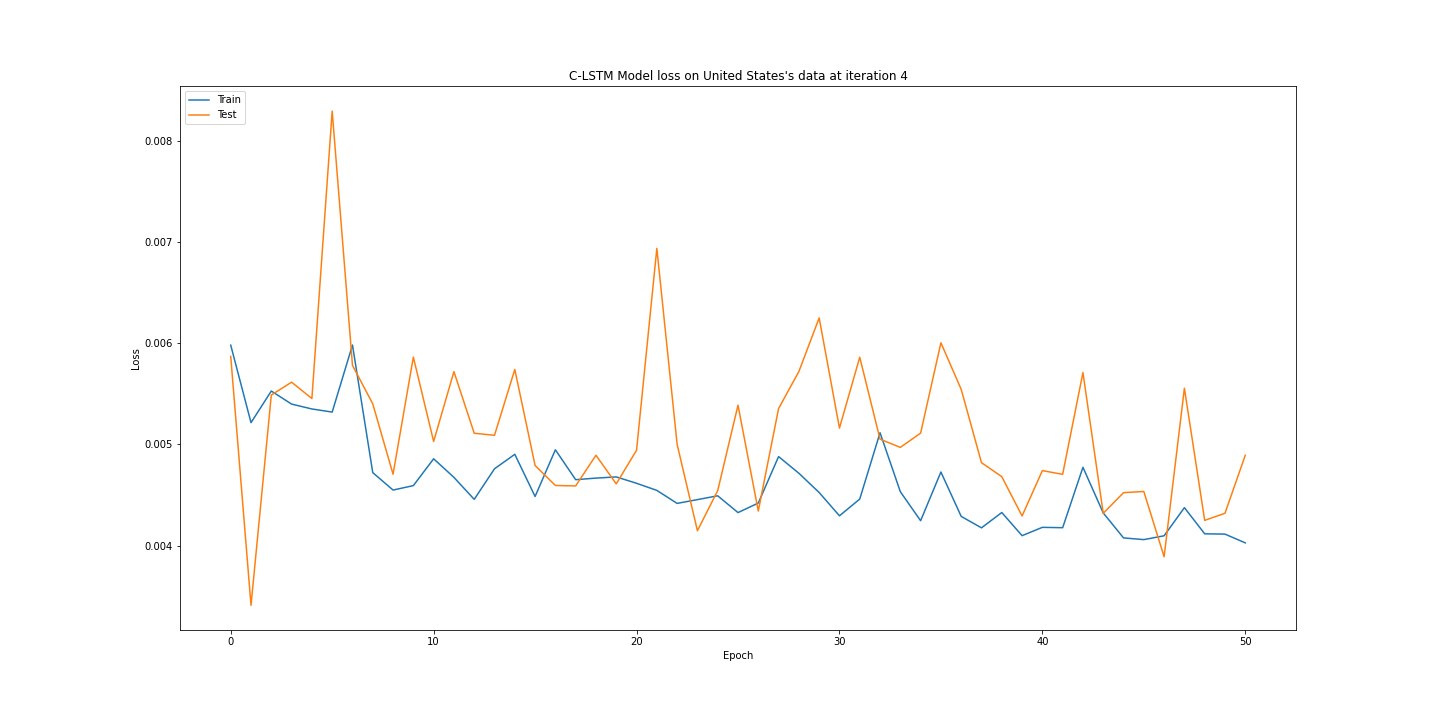 C-LSTM Model loss on United States's data at iteration 4
Train
Test
0.008
0.007
0.006
0.005
0.004
Loss
0
10
20
30
40
50
Epoch